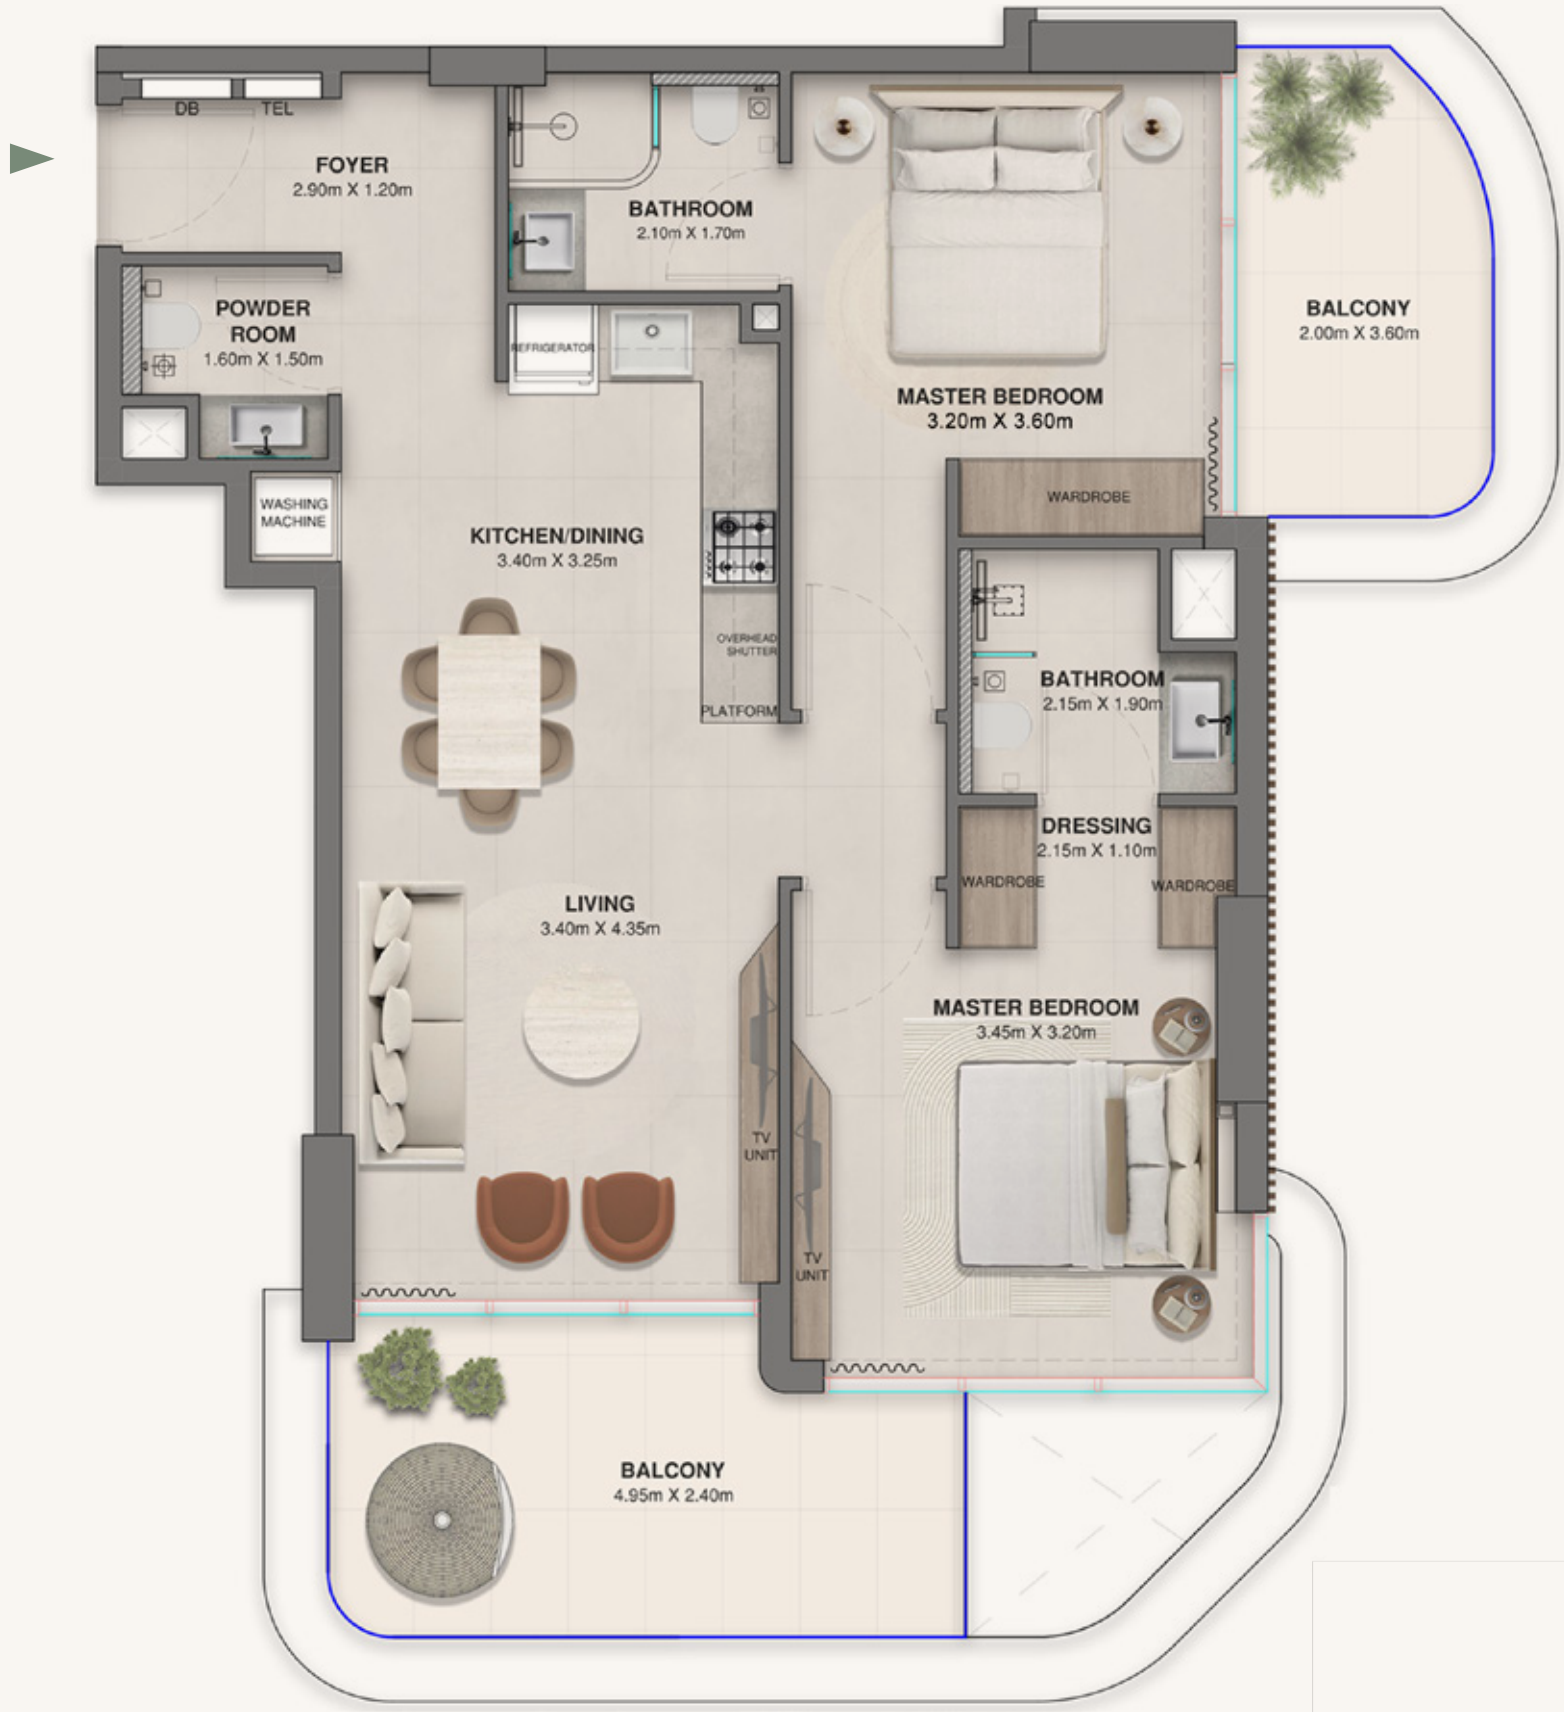 DB
TEL
FOYER
2.90m X 1.20m
BATHROOM
2.10m X 1.70m
POWDER
ROOM
1.60m X 1.50m
REFRIGERATOR
BALCONY
2.00m X 3.60m
MASTER BEDROOM
3.20m X 3.60m
WASHING
MACHINE
WARDROBE
KITCHEN/DINING
3.40m X 3.25m
OVERHEAD
SHUTTER
PLATFORM
BATHROOM
2.15m X 1.90m
DRESSING
2.15m X 1.10m
WARDROBE
WARDROBE
LIVING
3.40m X 4.35m
MASTER BEDROOM
3.45m X 3.20m
TV
UNIT
TV
UNIT
BALCONY
4.95m X 2.40m